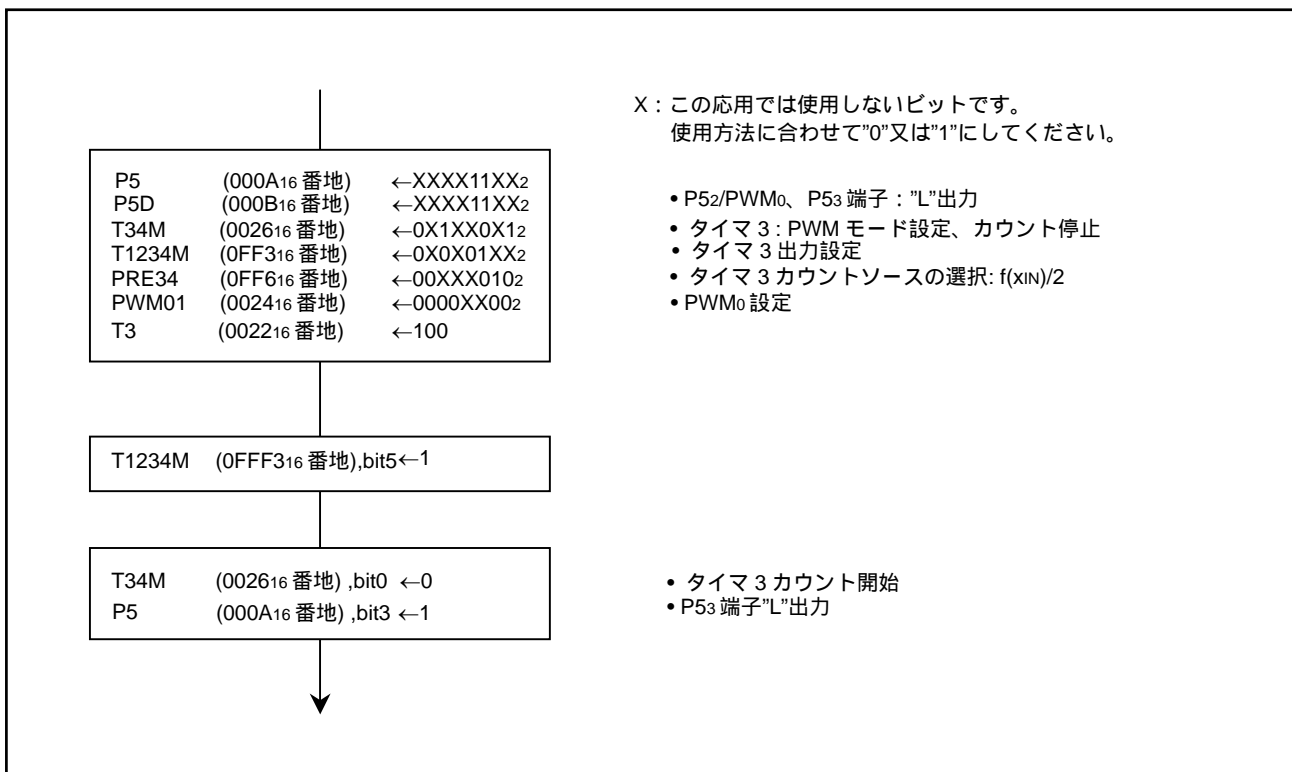 X：この応用では使用しないビットです。
使用方法に合わせて"0"又は"1"にしてください。
P5 (000A16 番地) ←XXXX11XX2
P5D (000B16 番地) ←XXXX11XX2
T34M (002616 番地) ←0X1XX0X12
T1234M (0FF316 番地) ←0X0X01XX2
PRE34 (0FF616 番地) ←00XXX0102
PWM01 (002416 番地) ←0000XX002
T3 (002216 番地) ←100
• P52/PWM0、P53 端子："L"出力
• タイマ 3 : PWM モード設定、カウント停止
• タイマ 3 出力設定
• タイマ 3 カウントソースの選択: f(XIN)/2
• PWM0 設定
T1234M (0FFF316 番地),bit5←1
T34M (002616 番地) ,bit0 ←0
P5 (000A16 番地) ,bit3 ←1
• タイマ 3 カウント開始
• P53 端子"L"出力